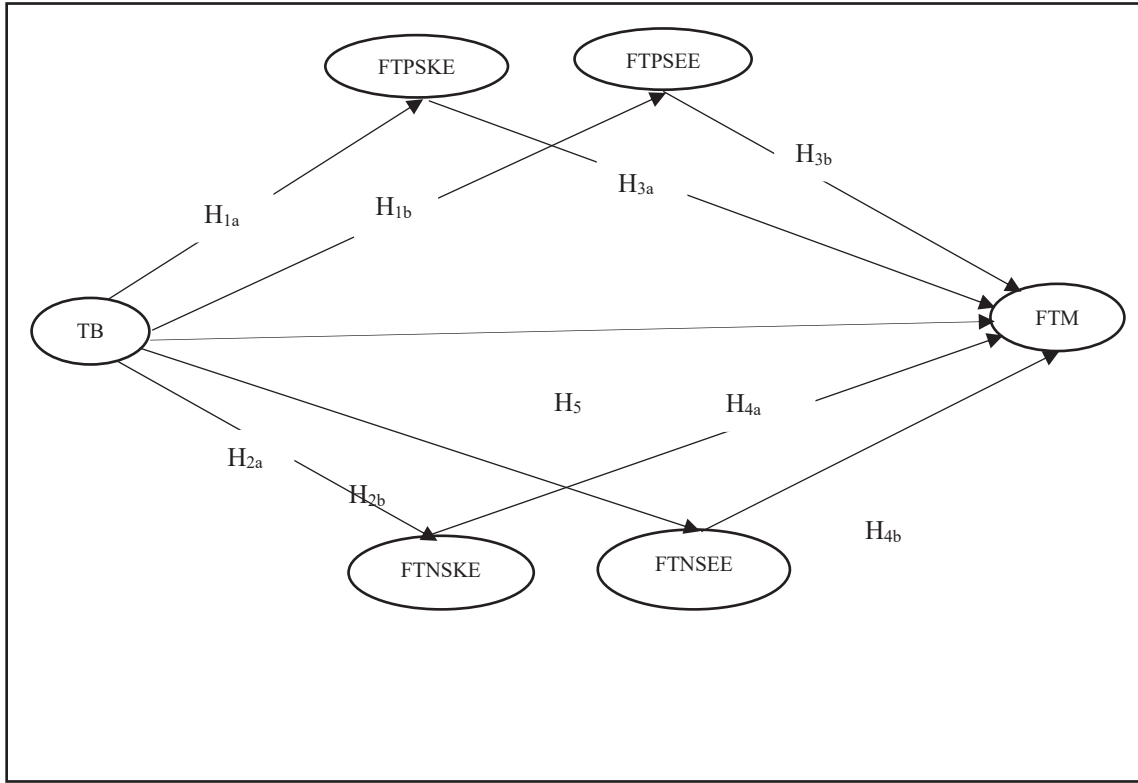 FTPSKE
FTPSEE
H3b
H3a
H1a
H1b
TB
FTM
H5
H4a
H2a
H2b
H4b
FTNSKE
FTNSEE